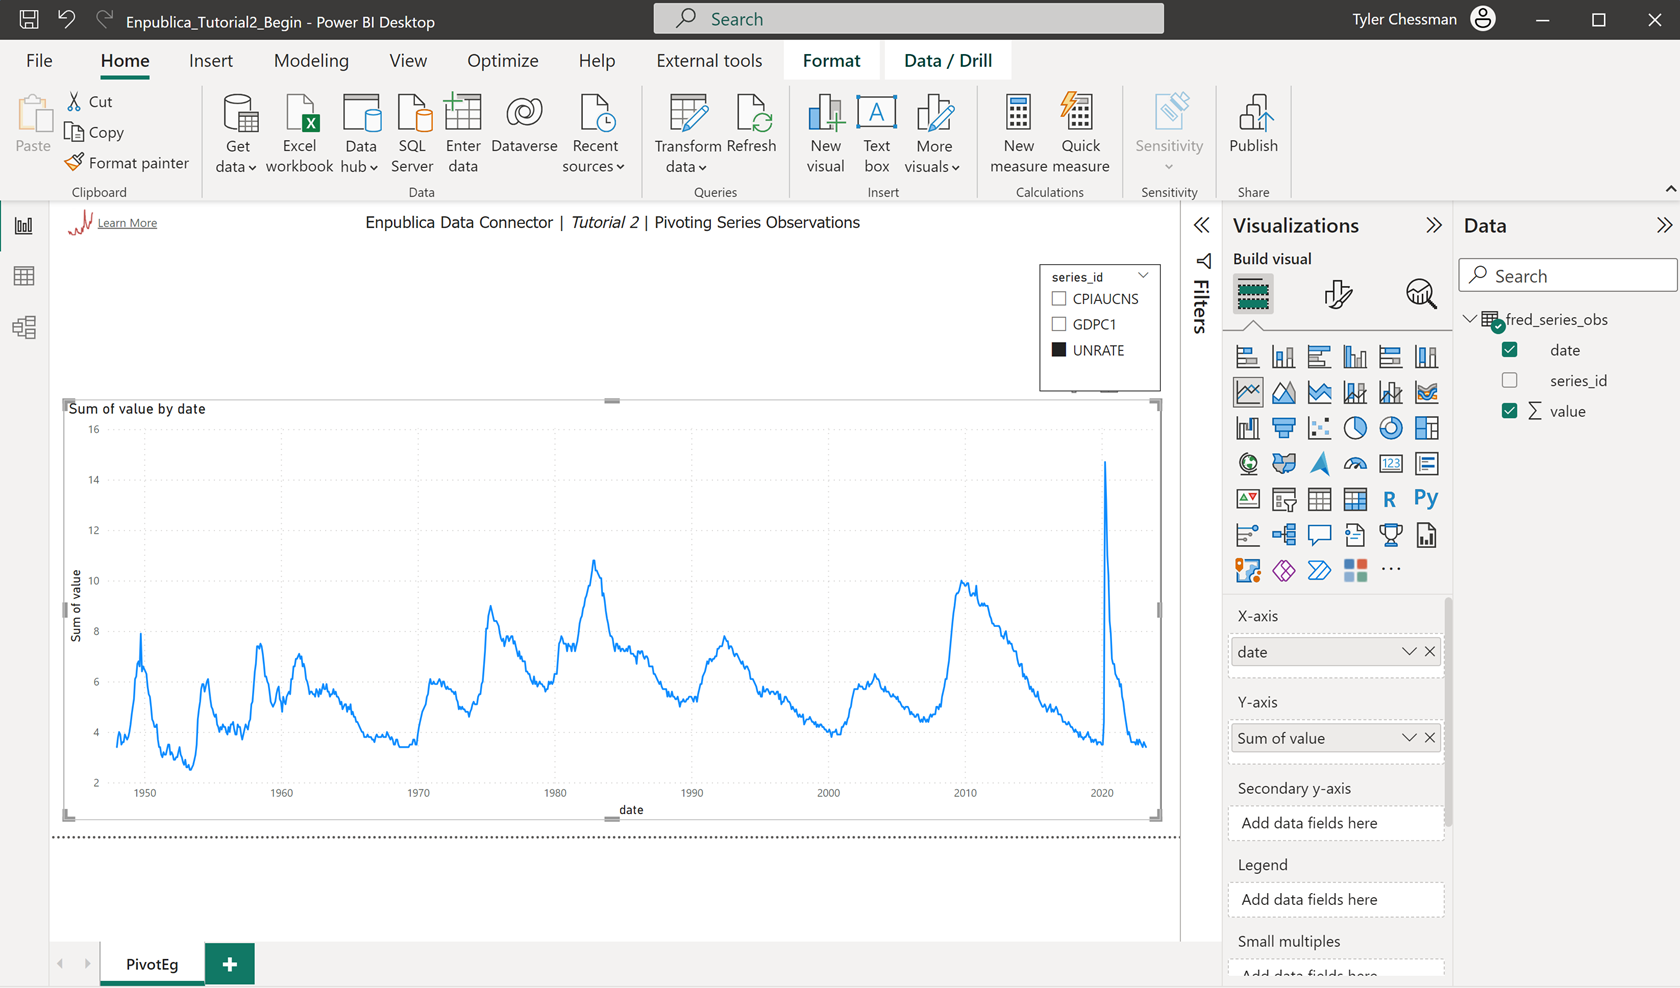 Enpublica_Tutorial2_Begin - Power BI Desktop
Search
Tyler Chessman
File Home Insert Modeling View Optimize Help External tools Format Data / Drill
Paste
Cut
Copy
Format painter
Clipboard
Get data
Excel workbook
Data hub
SQL Server
Enter data
Dataverse
Recent sources
Data
Transform data
Refresh
Queries
New visual
Text box
More visuals
Insert
New measure
Quick measure
Calculations
Sensitivity
Sensitivity
Publish
Share
Learn More
Enpublica Data Connector | Tutorial 2 | Pivoting Series Observations
series_id
CPIAUCNS
GDPC1
UNRATE
Sum of value by date
Sum of value
16
14
12
10
8
6
4
2
1950 1960 1970 1980 1990 2000 2010 2020
date
PivotEg
+
Filters
Visualizations
Build visual
123
R
Py
...
X-axis
date
Y-axis
Sum of value
Secondary y-axis
Add data fields here
Legend
Add data fields here
Small multiples
Add data fields here
Data
Search
fred_series_obs
date
series_id
∑ value